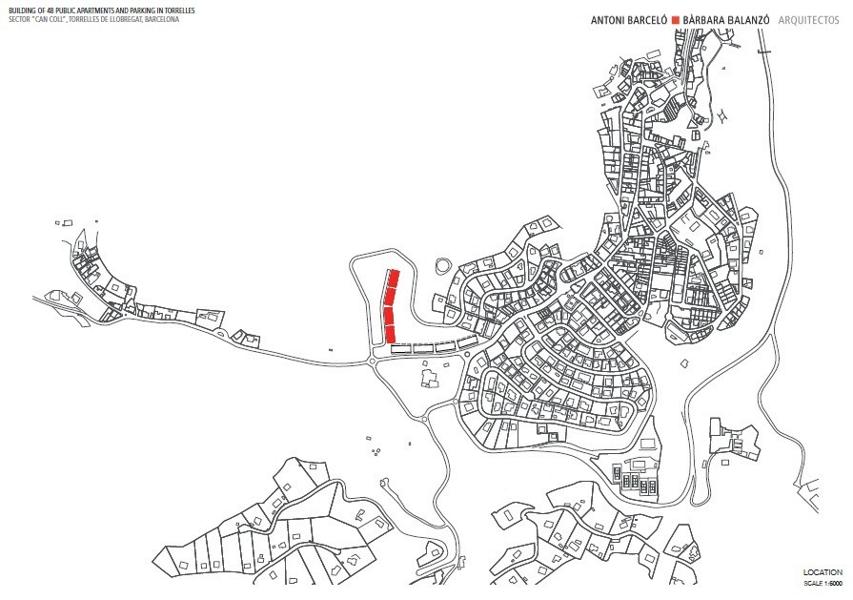 BUILDING OF 48 PUBLIC APARTMENTS AND PARKING IN TORRELLES
SECTOR "CAN COLL", TORRELLES DE LLOBREGAT, BARCELONA
ANTONI BARCELÓ BÀRBARA BALANZÓ ARQUITECTOS
LOCATION
SCALE 1:5000